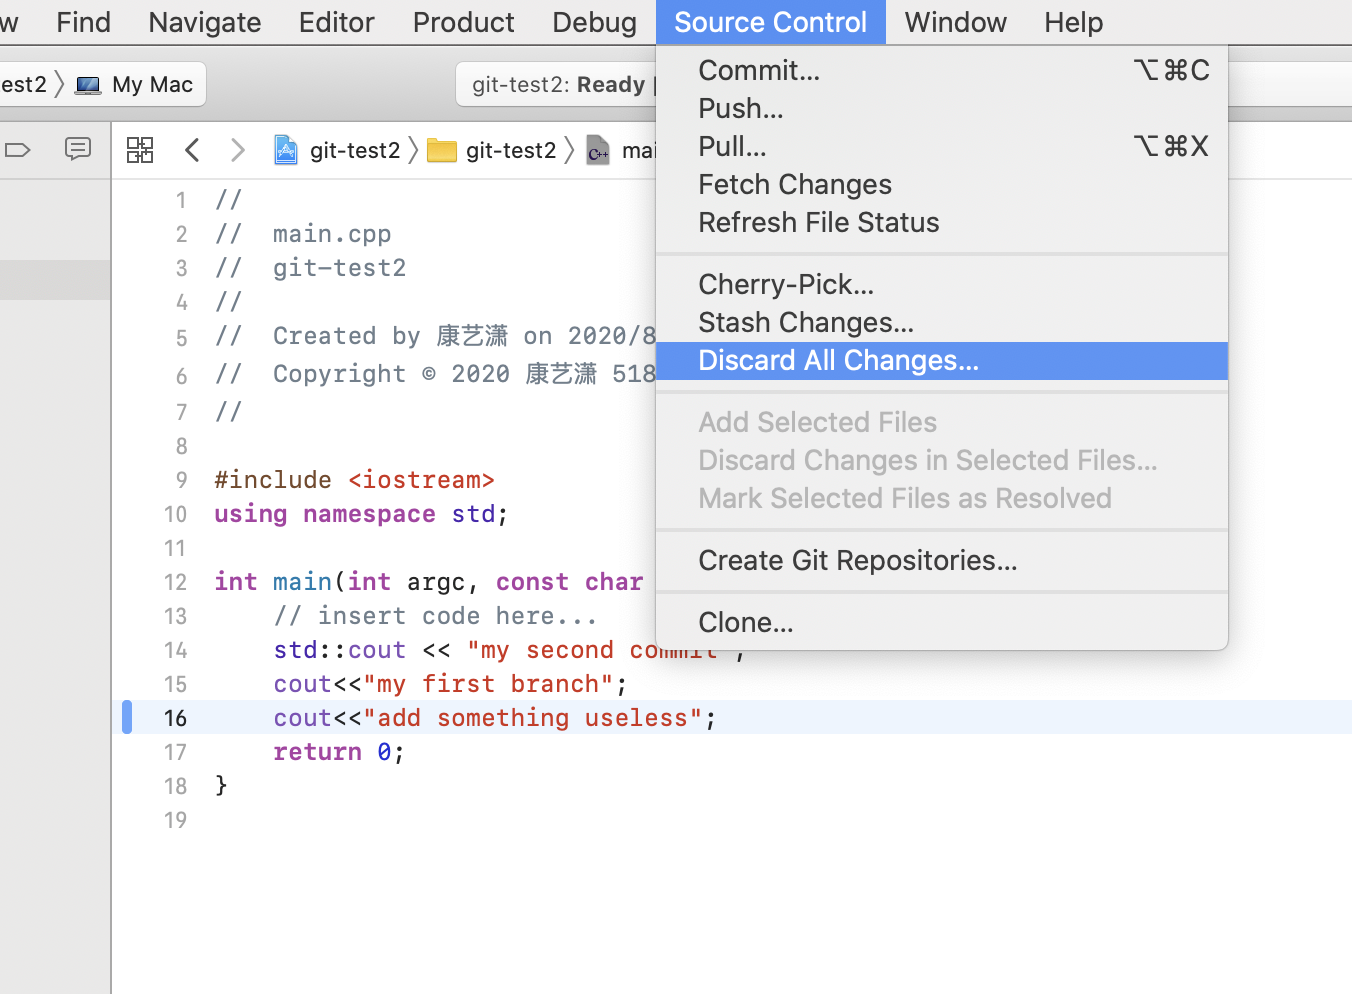 w Find Navigate Editor Product Debug Source Control Window Help
est2 My Mac git-test2: Ready
git-test2 git-test2 mai
Commit... ⌥⌘C
Push...
Pull... ⌥⌘X
Fetch Changes
Refresh File Status
Cherry-Pick...
Stash Changes...
Discard All Changes...
Add Selected Files
Discard Changes in Selected Files...
Mark Selected Files as Resolved
Create Git Repositories...
Clone...
1 //
2 // main.cpp
3 // git-test2
4 //
5 // Created by 康艺潇 on 2020/8
6 // Copyright © 2020 康艺潇 518
7 //
8
9 #include <iostream>
10 using namespace std;
11
12 int main(int argc, const char
13 // insert code here...
14 std::cout << "my second commit";
15 cout<<"my first branch";
16 cout<<"add something useless";
17 return 0;
18 }
19